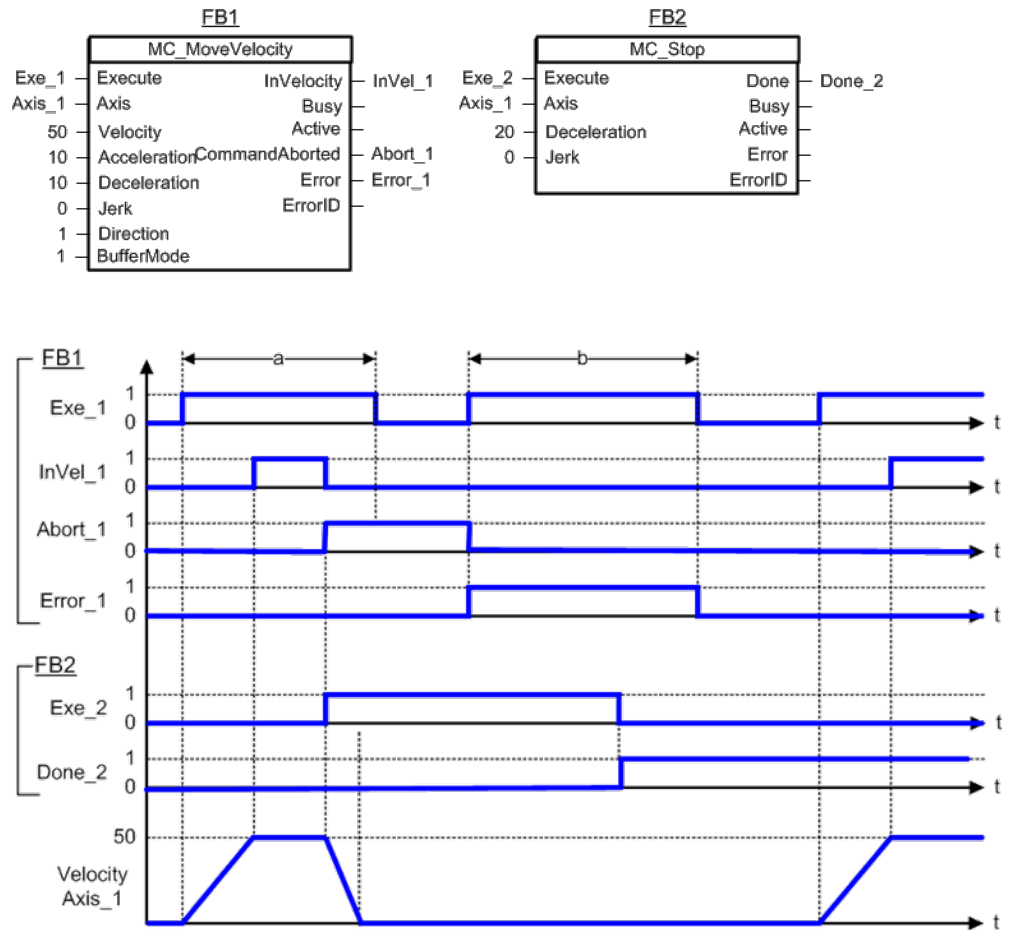 FB1
MC_MoveVelocity
Exe_1 Execute InVelocity InVel_1
Axis_1 Axis Busy
50 Velocity Active
10 Acceleration CommandAborted Abort_1
10 Deceleration Error Error_1
0 Jerk ErrorID
1 Direction
1 BufferMode
FB2
MC_Stop
Exe_2 Execute Done Done_2
Axis_1 Axis Busy
20 Deceleration Active
0 Jerk Error
ErrorID
FB1
a b
Exe_1 1 0 t
InVel_1 1 0 t
Abort_1 1 0 t
Error_1 1 0 t
FB2
Exe_2 1 0 t
Done_2 1 0 t
50
Velocity
Axis_1
t